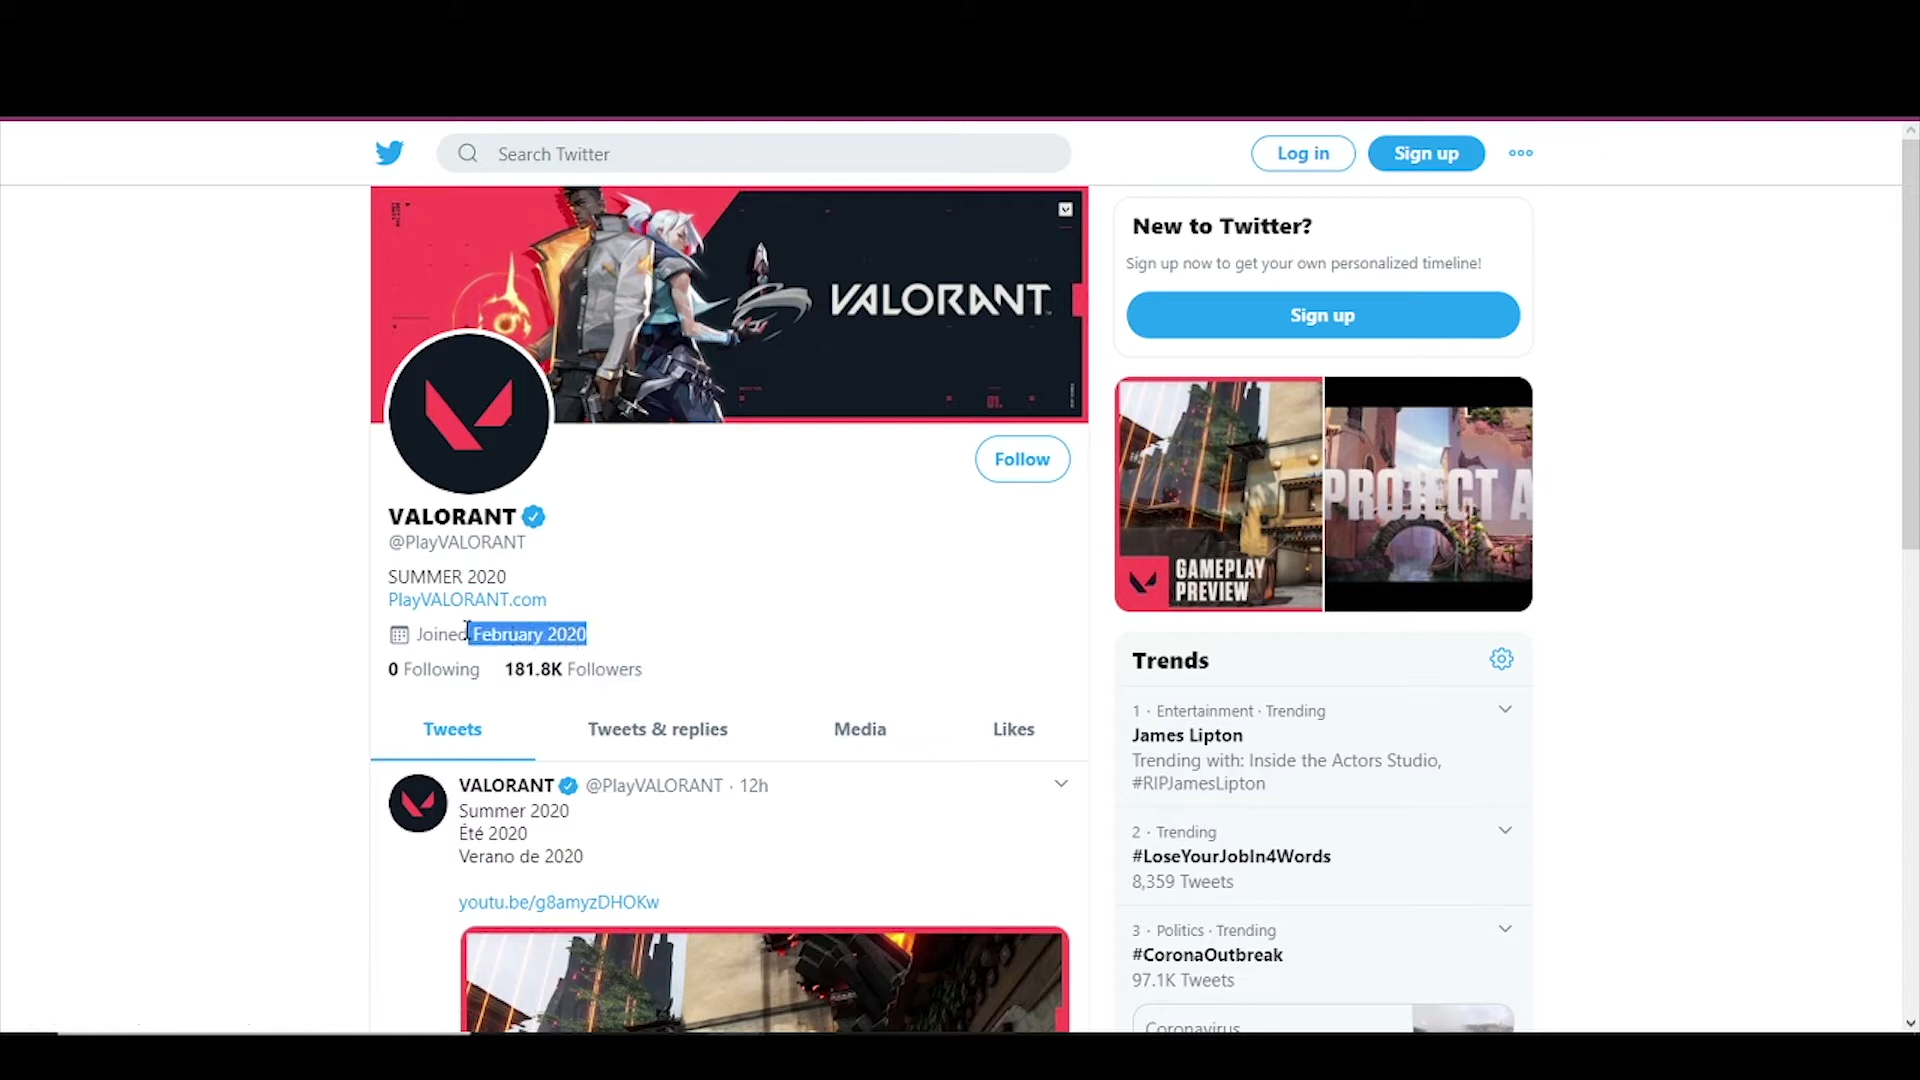 Search Twitter
Log in
Sign up
VALORANT
New to Twitter?
Sign up now to get your own personalized timeline!
Sign up
Follow
VALORANT
@PlayVALORANT
SUMMER 2020
PlayVALORANT.com
Joined February 2020
0 Following 181.8K Followers
GAMEPLAY
PREVIEW
PROJECT A
Tweets Tweets & replies Media Likes
VALORANT @PlayVALORANT · 12h
Summer 2020
Été 2020
Verano de 2020
youtu.be/g8amyzDHOKw
Trends
1 · Entertainment · Trending
James Lipton
Trending with: Inside the Actors Studio,
#RIPJamesLipton
2 · Trending
#LoseYourJobIn4Words
8,359 Tweets
3 · Politics · Trending
#CoronaOutbreak
97.1K Tweets
Coronavirus